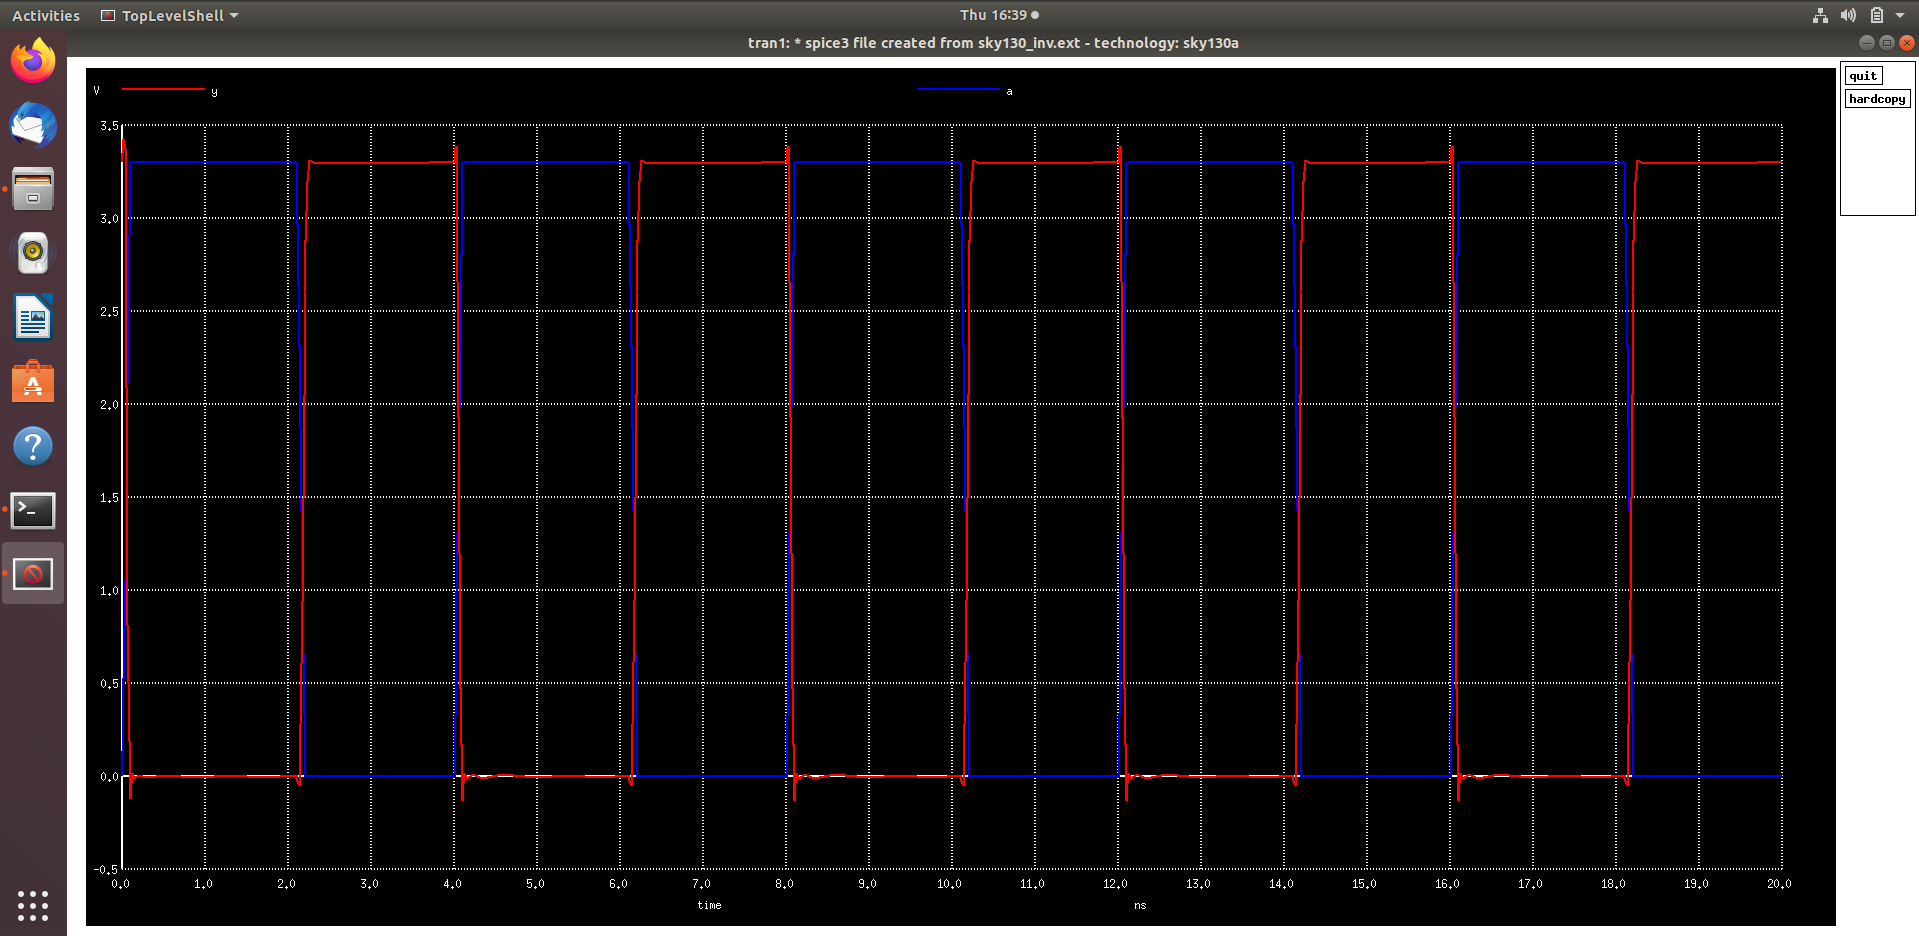 Activities TopLevelShell Thu 16:39
tran1: * spice3 file created from sky130_inv.ext - technology: sky130a
quit
hardcopy
V y a
3.5
3.0
2.5
2.0
1.5
1.0
0.5
0.0
-0.5
0.0 1.0 2.0 3.0 4.0 5.0 6.0 7.0 8.0 9.0 10.0 11.0 12.0 13.0 14.0 15.0 16.0 17.0 18.0 19.0 20.0
time ns